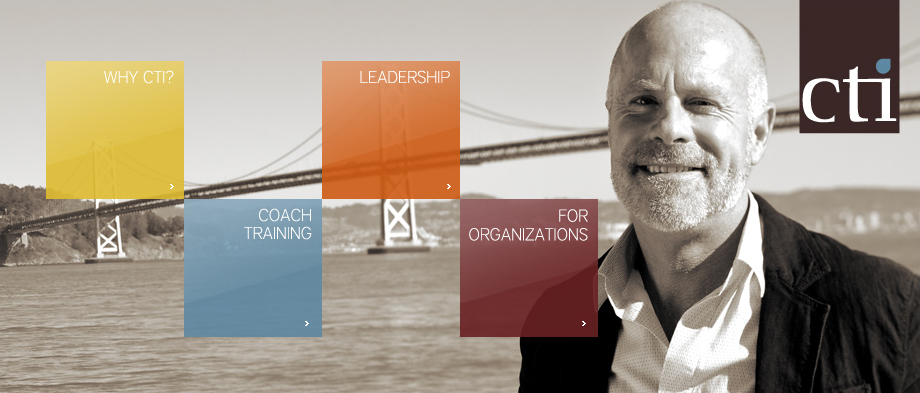 WHY CTI?
LEADERSHIP
COACH
TRAINING
FOR
ORGANIZATIONS
cti